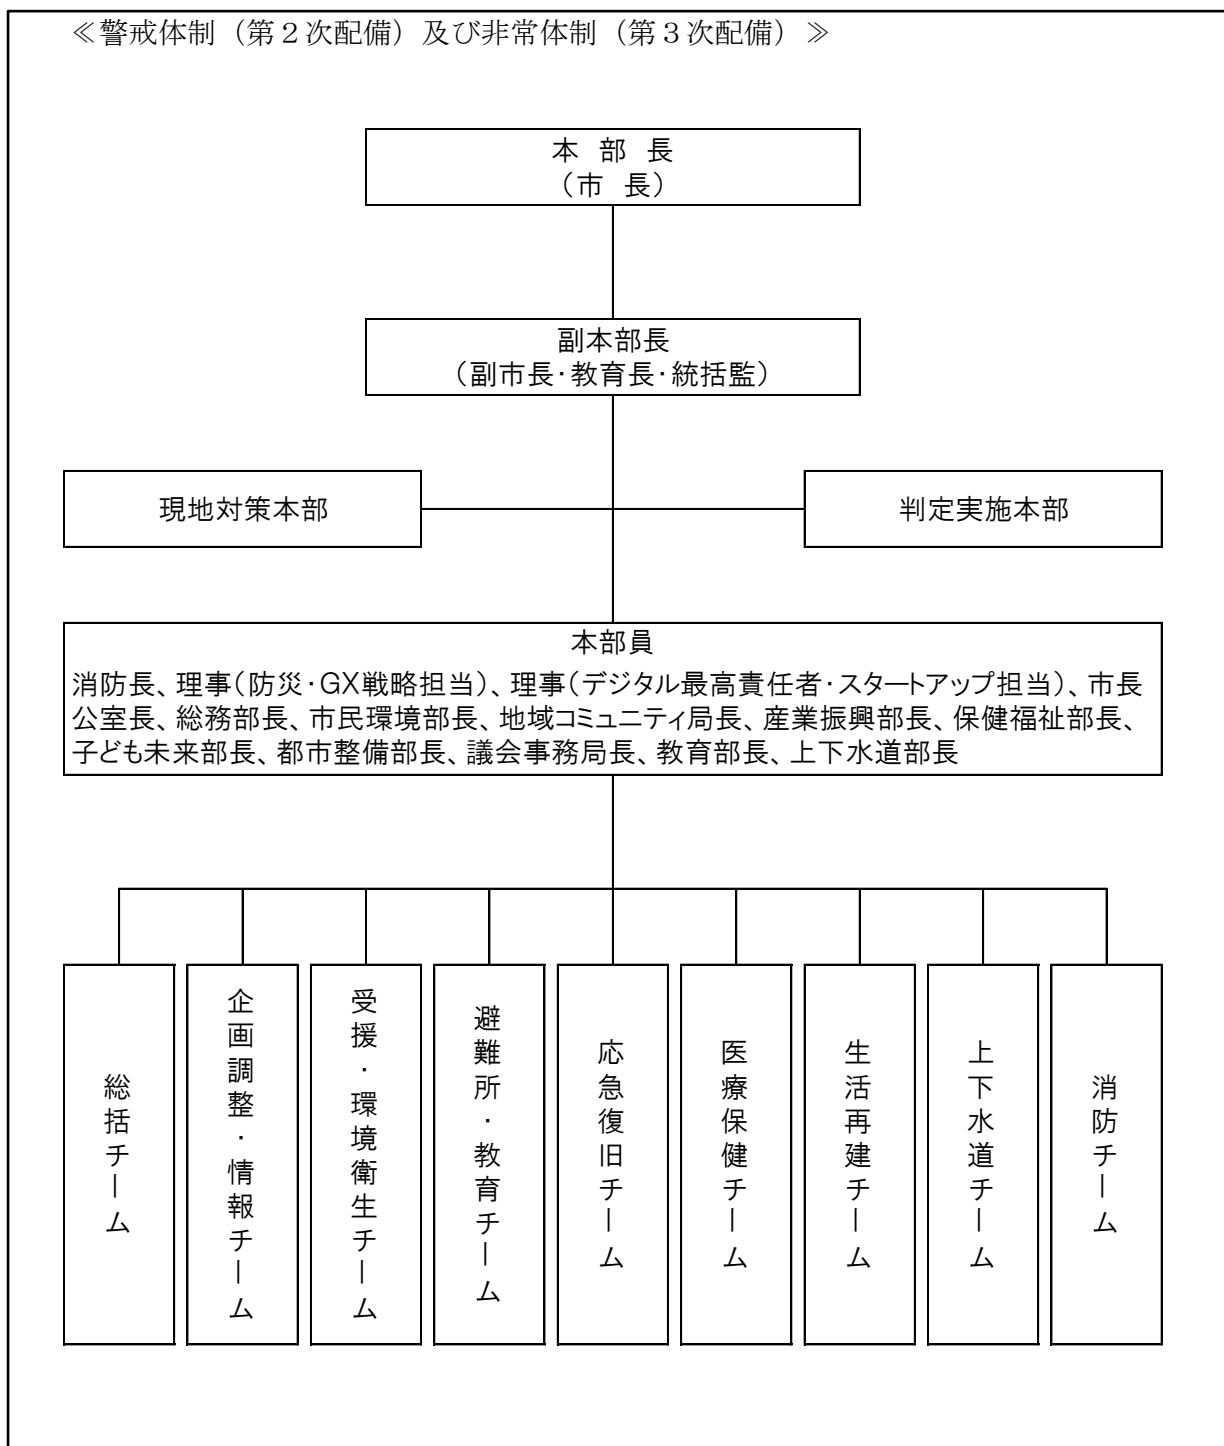 ≪警戒体制（第２次配備）及び非常体制（第３次配備）≫
本 部 長
（市 長）
副本部長
（副市長・教育長・統括監）
現地対策本部
判定実施本部
本部員
消防長、理事（防災・GX戦略担当）、理事（デジタル最高責任者・スタートアップ担当）、市長
公室長、総務部長、市民環境部長、地域コミュニティ局長、産業振興部長、保健福祉部長、
子ども未来部長、都市整備部長、議会事務局長、教育部長、上下水道部長
総括チーム
企画調整・情報チーム
受援・環境衛生チーム
避難所・教育チーム
応急復旧チーム
医療保健チーム
生活再建チーム
上下水道チーム
消防チーム